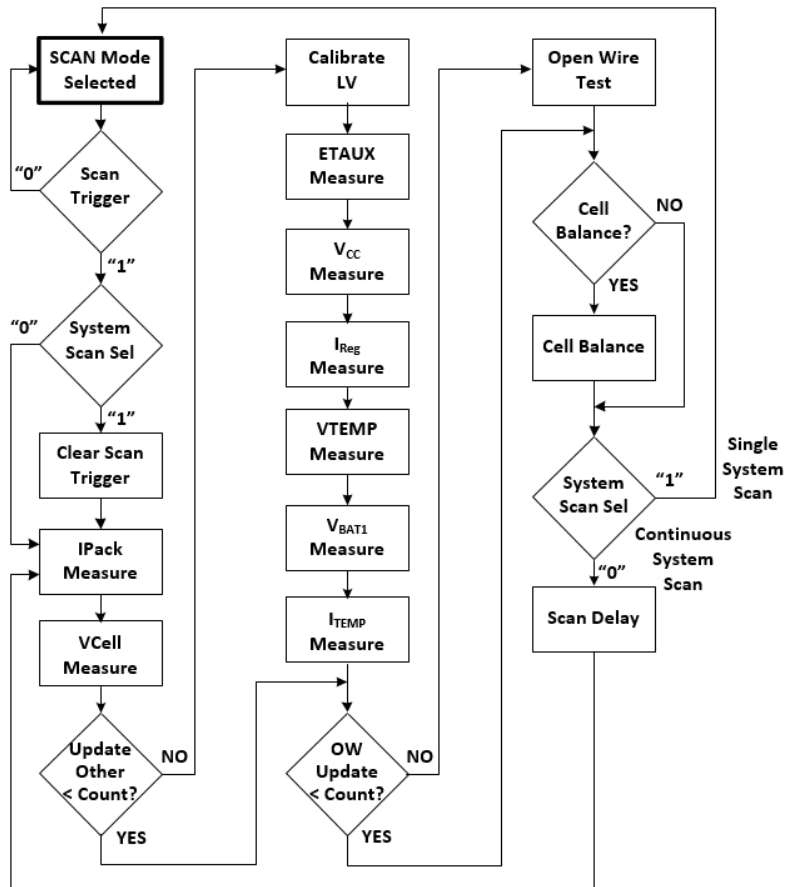 SCAN Mode
Selected
"0"
Scan
Trigger
"1"
"0"
System
Scan Sel
"1"
Clear Scan
Trigger
IPack
Measure
VCell
Measure
Update
Other
< Count?
NO
YES
Calibrate
LV
ETAUX
Measure
VCC
Measure
IReg
Measure
VTEMP
Measure
VBAT1
Measure
ITEMP
Measure
OW
Update
< Count?
NO
YES
Open Wire
Test
Cell
Balance?
NO
YES
Cell Balance
System
Scan Sel
"1"
Single
System
Scan
Continuous
System
Scan
"0"
Scan Delay